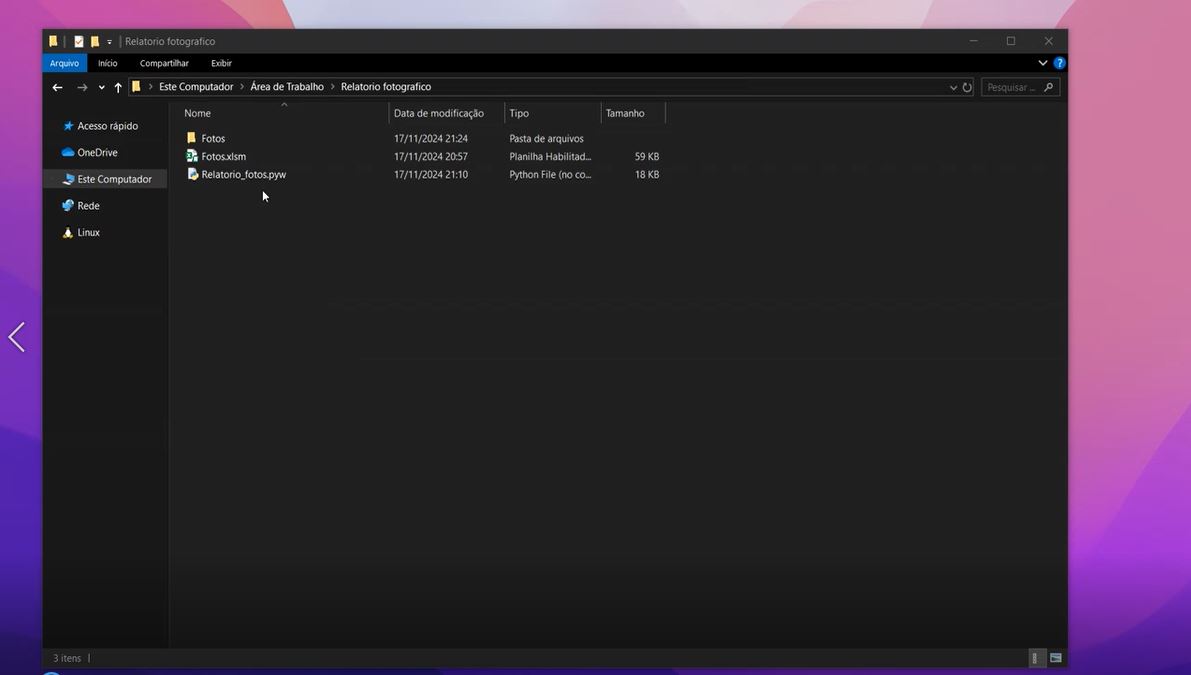 Relatorio fotografico
Arquivo Início Compartilhar Exibir
Este Computador Área de Trabalho Relatorio fotografico
Pesquisar ...
Nome Data de modificação Tipo Tamanho
Acesso rápido
OneDrive
Este Computador
Rede
Linux
Fotos 17/11/2024 21:24 Pasta de arquivos
Fotos.xlsm 17/11/2024 20:57 Planilha Habilitad... 59 KB
Relatorio_fotos.pyw 17/11/2024 21:10 Python File (no co... 18 KB
3 itens